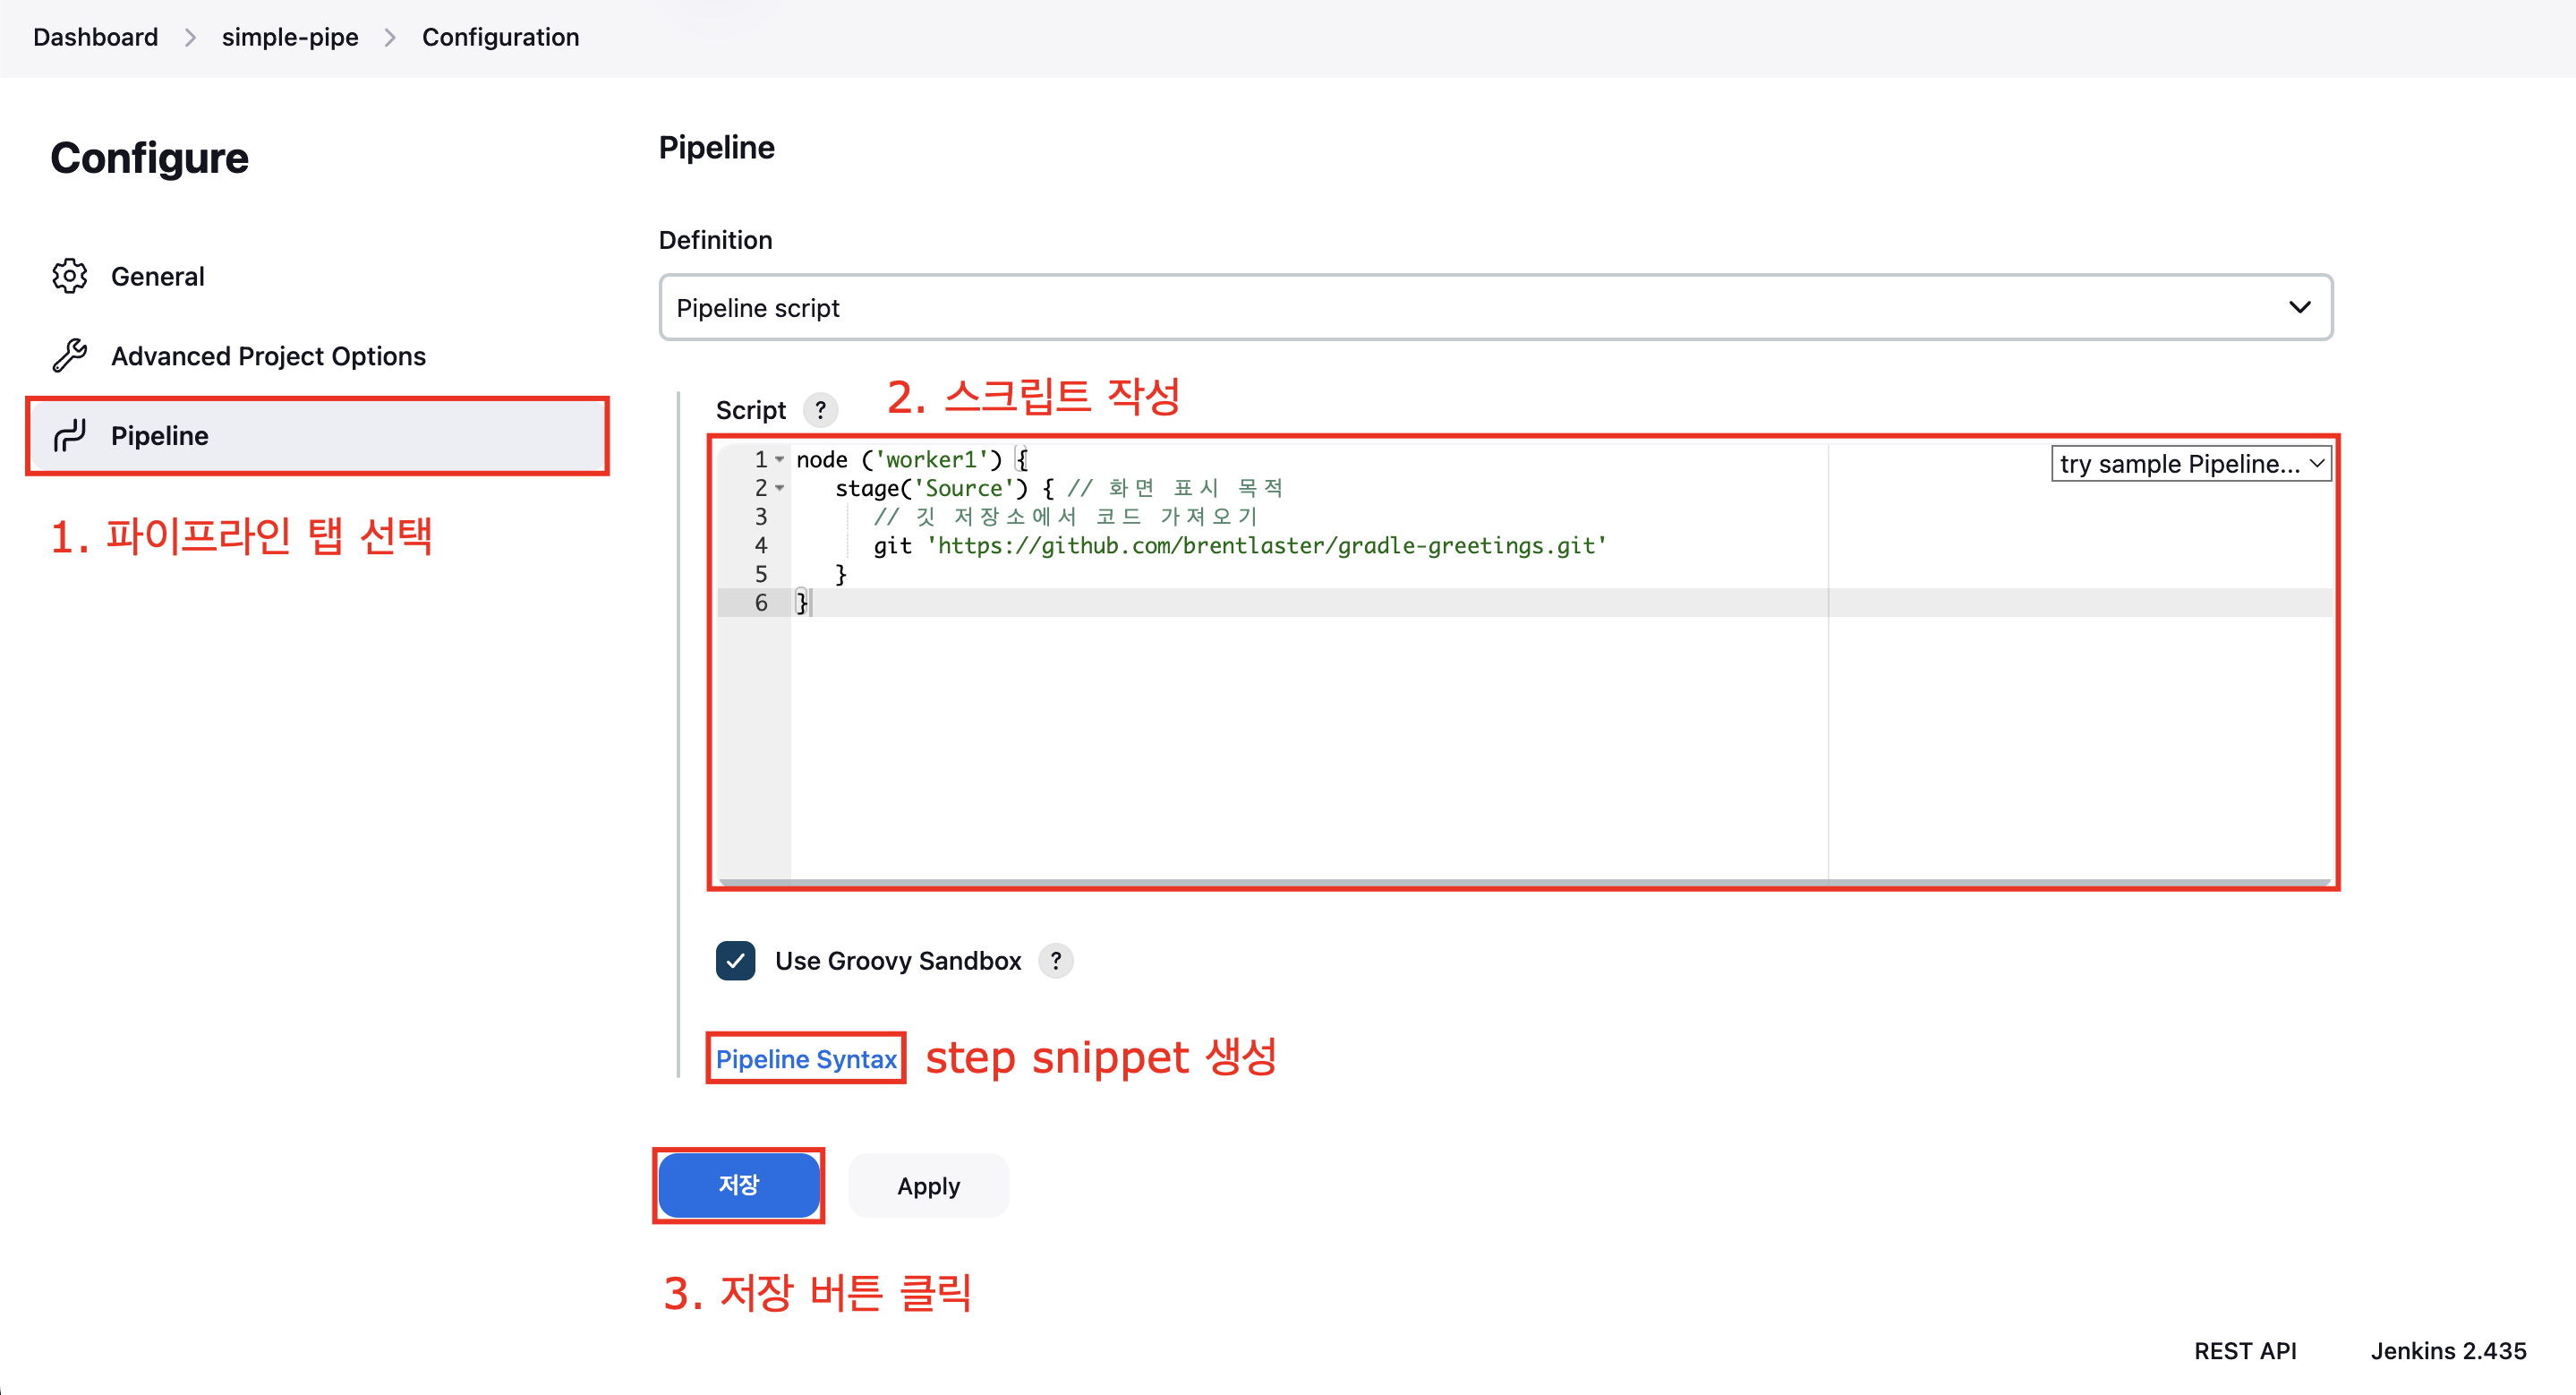 Dashboard > simple-pipe > Configuration
Configure
General
Advanced Project Options
Pipeline
1. 파이프라인 탭 선택
Pipeline
Definition
Pipeline script
Script ? 2. 스크립트 작성
try sample Pipeline...
1 node ('worker1') {
2 stage('Source') { // 화면 표시 목적
3 // 깃 저장소에서 코드 가져오기
4 git 'https://github.com/brentlaster/gradle-greetings.git'
5 }
6 }
Use Groovy Sandbox ?
Pipeline Syntax step snippet 생성
저장 Apply
3. 저장 버튼 클릭
REST API Jenkins 2.435